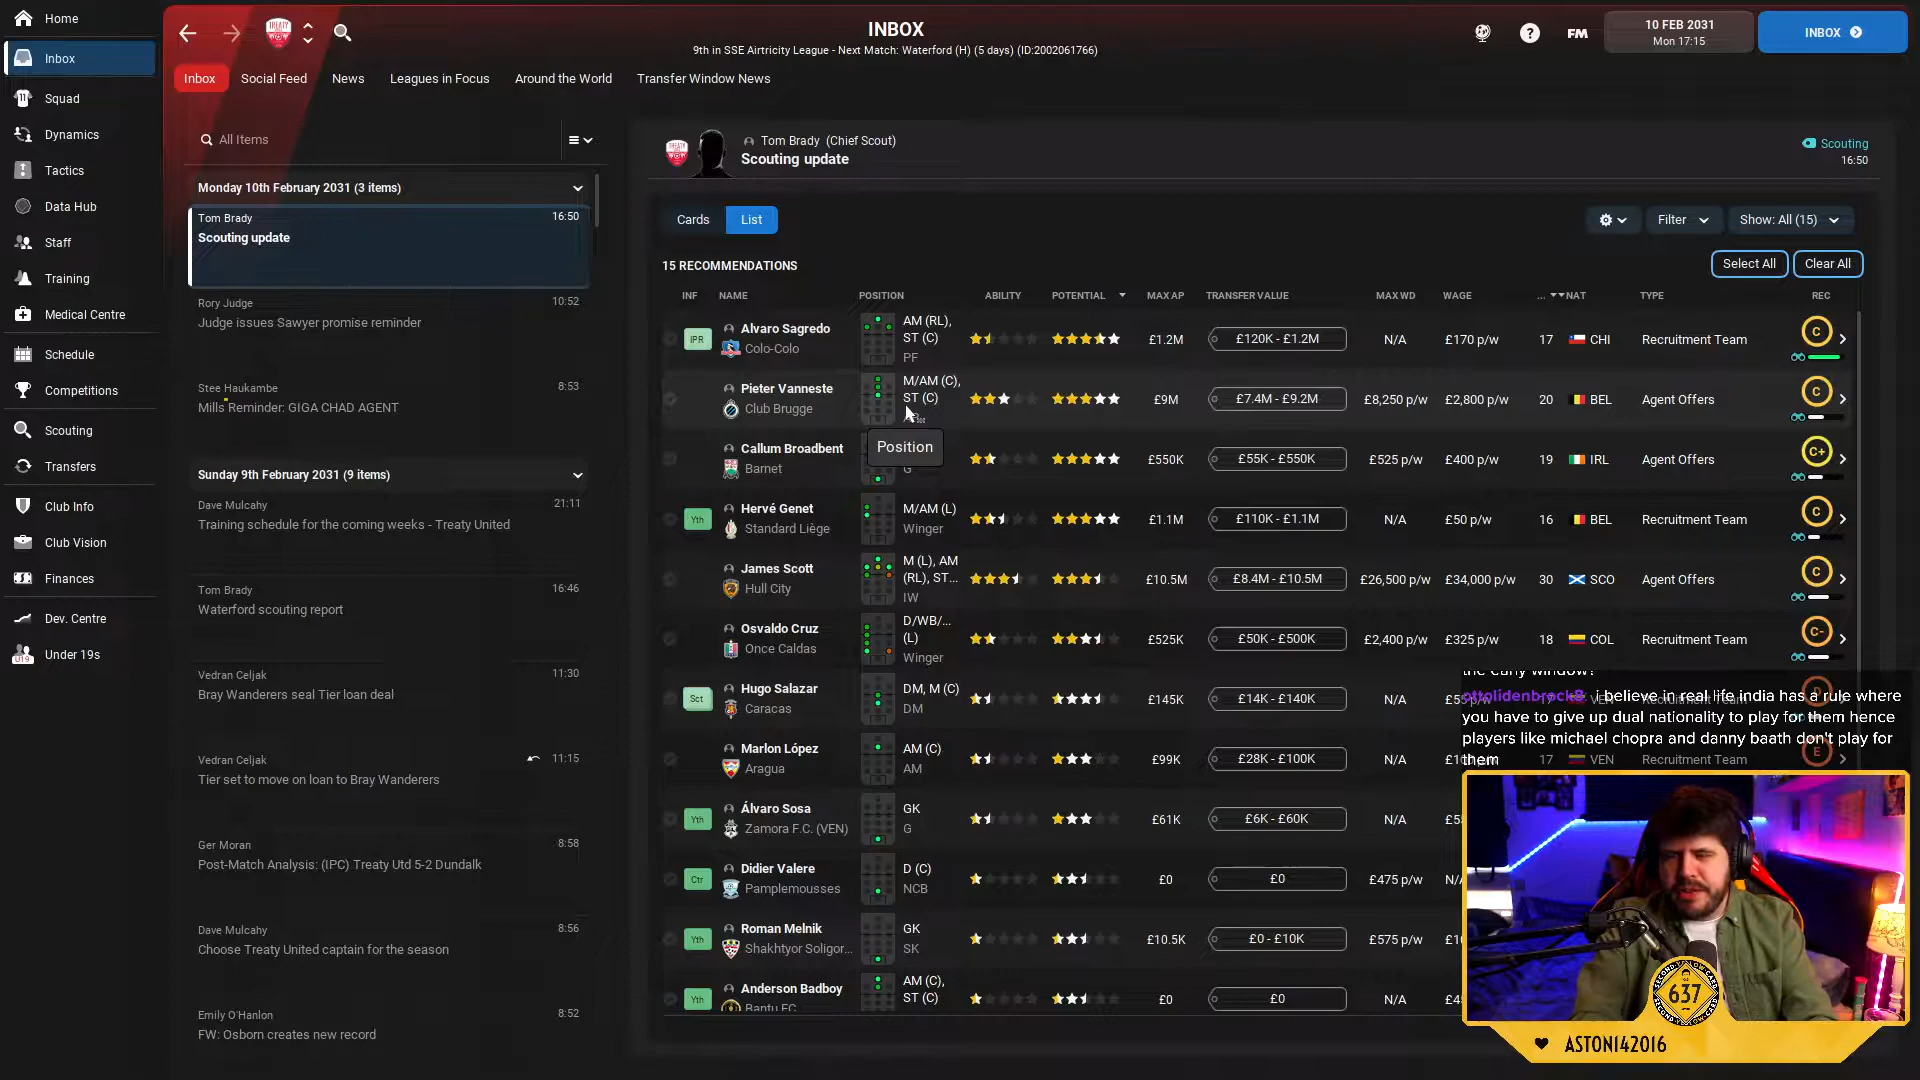 Home
Inbox
Squad
Dynamics
Tactics
Data Hub
Staff
Training
Medical Centre
Schedule
Competitions
Scouting
Transfers
Club Info
Club Vision
Finances
Dev. Centre
Under 19s
TREATY
INBOX
9th in SSE Airtricity League - Next Match: Waterford (H) (5 days) (ID:2002061766)
FM
10 FEB 2031
Mon 17:15
INBOX
Inbox Social Feed News Leagues in Focus Around the World Transfer Window News
All Items
Monday 10th February 2031 (3 items)
Tom Brady 16:50
Scouting update
Rory Judge 10:52
Judge issues Sawyer promise reminder
Stee Haukambe 8:53
Mills Reminder: GIGA CHAD AGENT
Sunday 9th February 2031 (9 items)
Dave Mulcahy 21:11
Training schedule for the coming weeks - Treaty United
Tom Brady 16:46
Waterford scouting report
Vedran Celjak 11:30
Bray Wanderers seal Tier loan deal
Vedran Celjak 11:15
Tier set to move on loan to Bray Wanderers
Ger Moran 8:58
Post-Match Analysis: (IPC) Treaty Utd 5-2 Dundalk
Dave Mulcahy 8:56
Choose Treaty United captain for the season
Emily O'Hanlon 8:52
FW: Osborn creates new record
Tom Brady (Chief Scout)
Scouting update
Scouting
16:50
Cards List
Filter Show: All (15)
15 RECOMMENDATIONS
Select All Clear All
INF NAME POSITION ABILITY POTENTIAL MAX AP TRANSFER VALUE MAX WD WAGE ... NAT TYPE REC
IPR Alvaro Sagredo Colo-Colo AM (RL), ST (C) PF £1.2M £120K - £1.2M N/A £170 p/w 17 CHI Recruitment Team C
Pieter Vanneste Club Brugge M/AM (C), ST (C) £9M £7.4M - £9.2M £8,250 p/w £2,800 p/w 20 BEL Agent Offers C
Position
Callum Broadbent Barnet G £550K £55K - £550K £525 p/w £400 p/w 19 IRL Agent Offers C+
Yth Hervé Genet Standard Liège M/AM (L) Winger £1.1M £110K - £1.1M N/A £50 p/w 16 BEL Recruitment Team C
James Scott Hull City M (L), AM (RL), ST... IW £10.5M £8.4M - £10.5M £26,500 p/w £34,000 p/w 30 SCO Agent Offers C
Osvaldo Cruz Once Caldas D/WB/... (L) Winger £525K £50K - £500K £2,400 p/w £325 p/w 18 COL Recruitment Team C-
Sct Hugo Salazar Caracas DM, M (C) DM £145K £14K - £140K N/A
Marlon López Aragua AM (C) AM £99K £28K - £100K N/A 17 VEN Recruitment Team E
Yth Álvaro Sosa Zamora F.C. (VEN) GK G £61K £6K - £60K N/A
Ctr Didier Valere Pamplemousses D (C) NCB £0 £0 £475 p/w
Yth Roman Melnik Shakhtyor Soligor... GK SK £10.5K £0 - £10K £575 p/w
Yth Anderson Badboy Bantu FC AM (C), ST (C) £0 £0 N/A
the early window?
i believe in real life india has a rule where
you have to give up dual nationality to play for them hence
players like michael chopra and danny baath don't play for
them
SECOND YELLOW CARD
637
ASTON142016